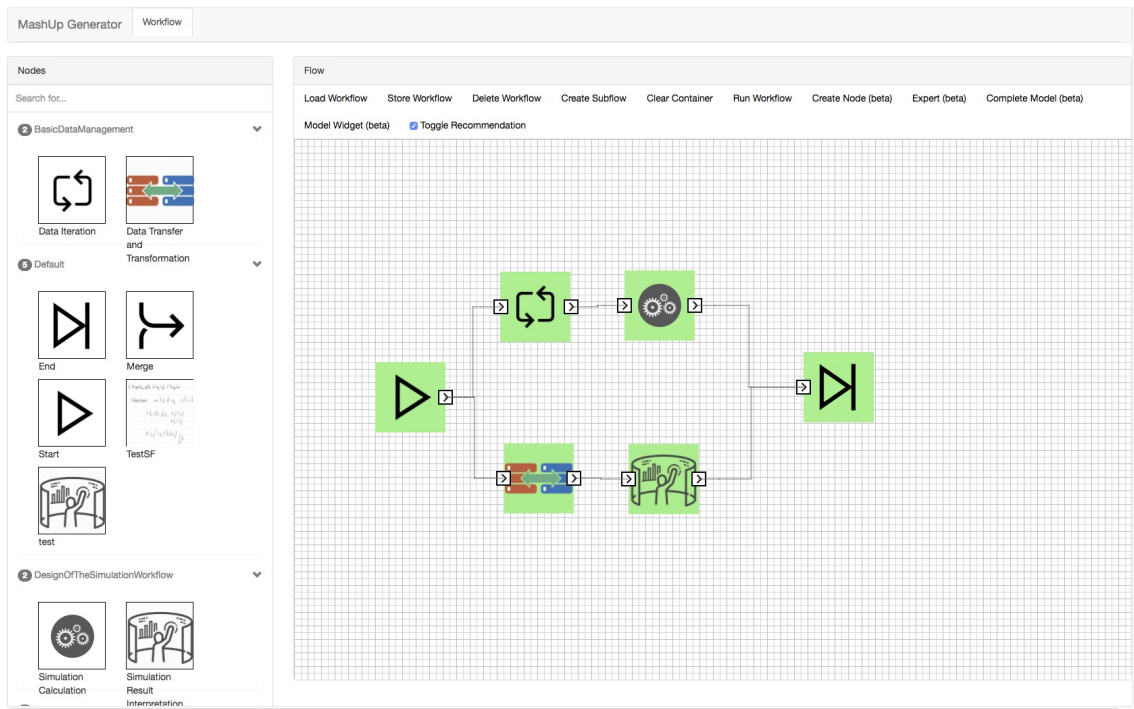 MashUp Generator
Workflow
Nodes
Search for...
2 BasicDataManagement
Data Iteration
Data Transfer
and
Transformation
5 Default
End
Merge
Start
TestSF
test
2 DesignOfTheSimulationWorkflow
Simulation
Calculation
Simulation
Result
Interpretation
Flow
Load Workflow Store Workflow Delete Workflow Create Subflow Clear Container Run Workflow Create Node (beta) Expert (beta) Complete Model (beta)
Model Widget (beta) Toggle Recommendation